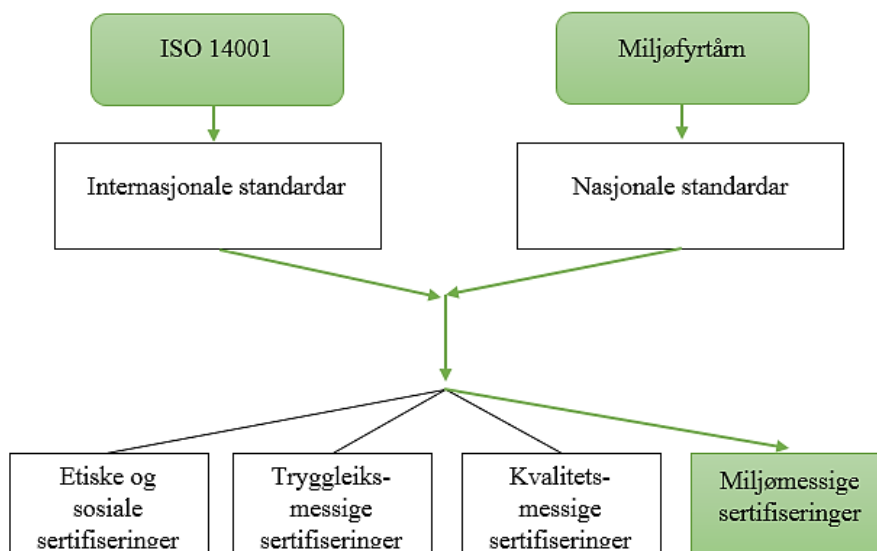 ISO 14001
Miljøfyrtårn
Internasjonale standardar
Nasjonale standardar
Etiske og
sosiale
sertifiseringer
Tryggleiks-
messige
sertifiseringer
Kvalitets-
messige
sertifiseringer
Miljømessige
sertifiseringer